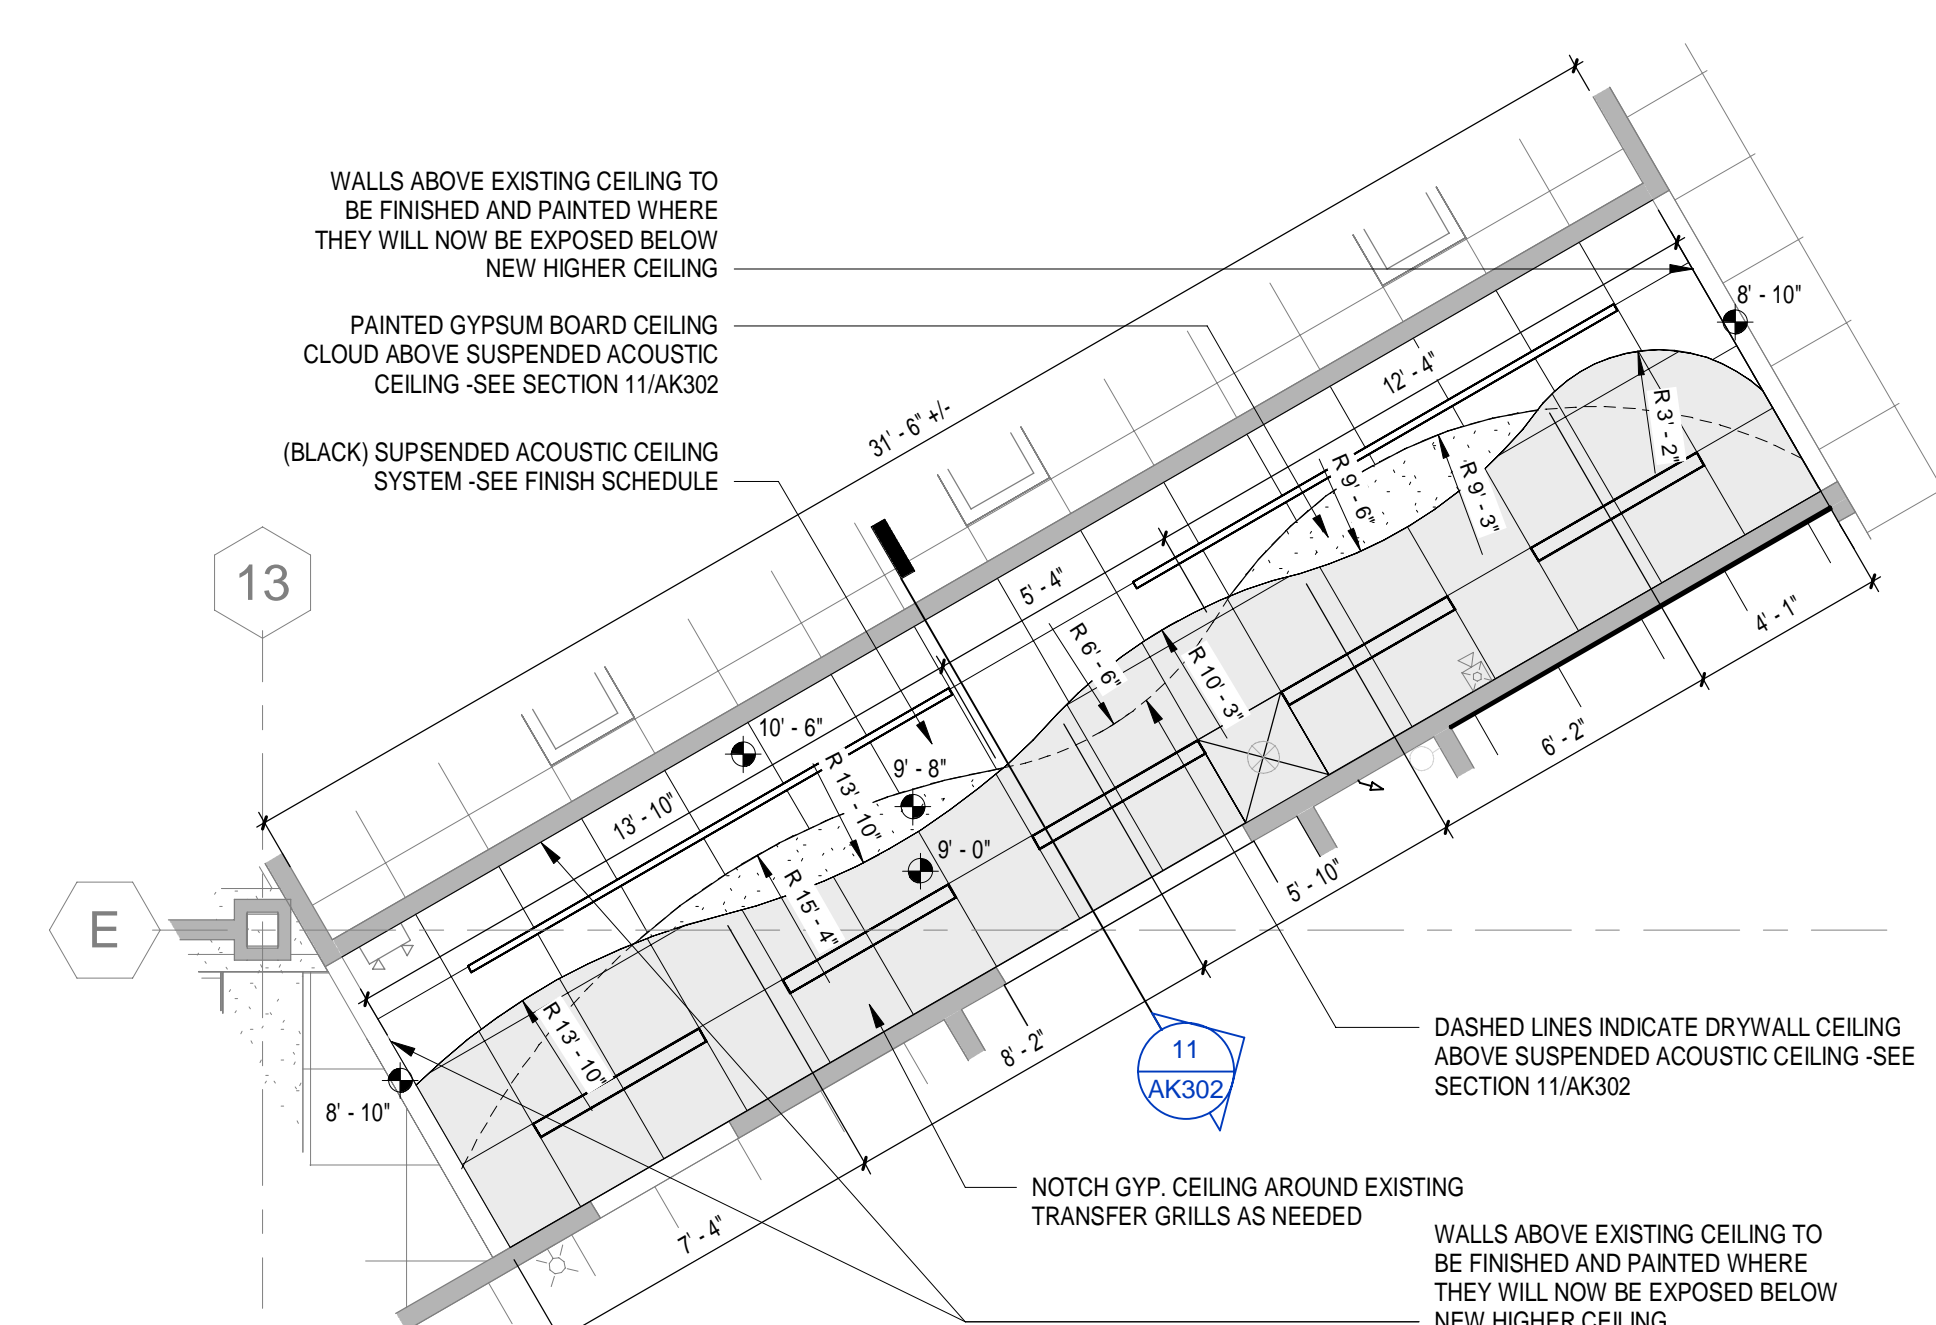 WALLS ABOVE EXISTING CEILING TO
BE FINISHED AND PAINTED WHERE
THEY WILL NOW BE EXPOSED BELOW
NEW HIGHER CEILING
PAINTED GYPSUM BOARD CEILING
CLOUD ABOVE SUSPENDED ACOUSTIC
CEILING -SEE SECTION 11/AK302
(BLACK) SUPSENDED ACOUSTIC CEILING
SYSTEM -SEE FINISH SCHEDULE
31' - 6" +/-
8' - 10"
12' - 4"
R 3' - 2"
R 9' - 6"
R 9' - 3"
13
5' - 4"
4' - 1"
R 6' - 6"
R 10' - 3"
10' - 6"
6' - 2"
R 13' - 10"
9' - 8"
13' - 10"
9' - 0"
5' - 10"
R 15' - 4"
E
8' - 2"
R 13' - 10"
8' - 10"
11
AK302
DASHED LINES INDICATE DRYWALL CEILING
ABOVE SUSPENDED ACOUSTIC CEILING -SEE
SECTION 11/AK302
NOTCH GYP. CEILING AROUND EXISTING
TRANSFER GRILLS AS NEEDED
7' - 4"
WALLS ABOVE EXISTING CEILING TO
BE FINISHED AND PAINTED WHERE
THEY WILL NOW BE EXPOSED BELOW
NEW HIGHER CEILING